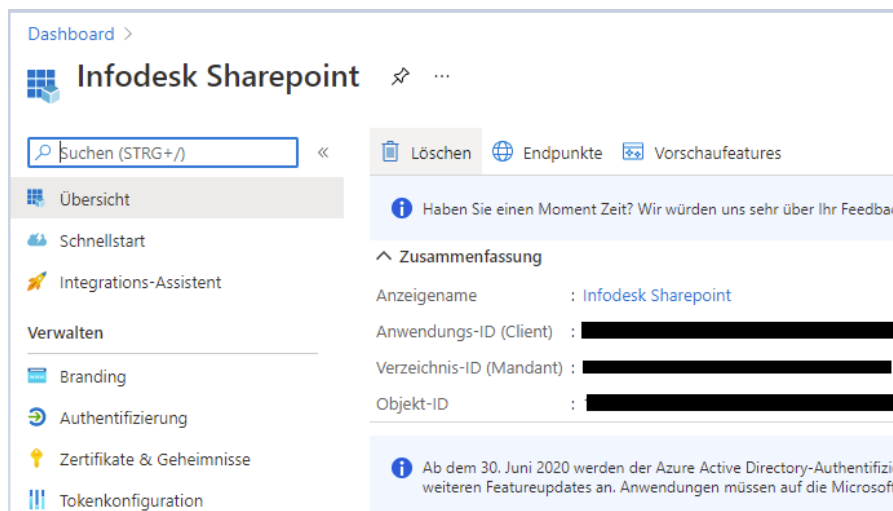 Dashboard >
Infodesk Sharepoint ...
Suchen (STRG+/) «
Löschen Endpunkte Vorschaufeatures
Übersicht
Schnellstart
Integrations-Assistent
Verwalten
Branding
Authentifizierung
Zertifikate & Geheimnisse
Tokenkonfiguration
Haben Sie einen Moment Zeit? Wir würden uns sehr über Ihr Feedba
Zusammenfassung
Anzeigename : Infodesk Sharepoint
Anwendungs-ID (Client) :
Verzeichnis-ID (Mandant) :
Objekt-ID :
Ab dem 30. Juni 2020 werden der Azure Active Directory-Authentifizi
weiteren Featureupdates an. Anwendungen müssen auf die Microsof